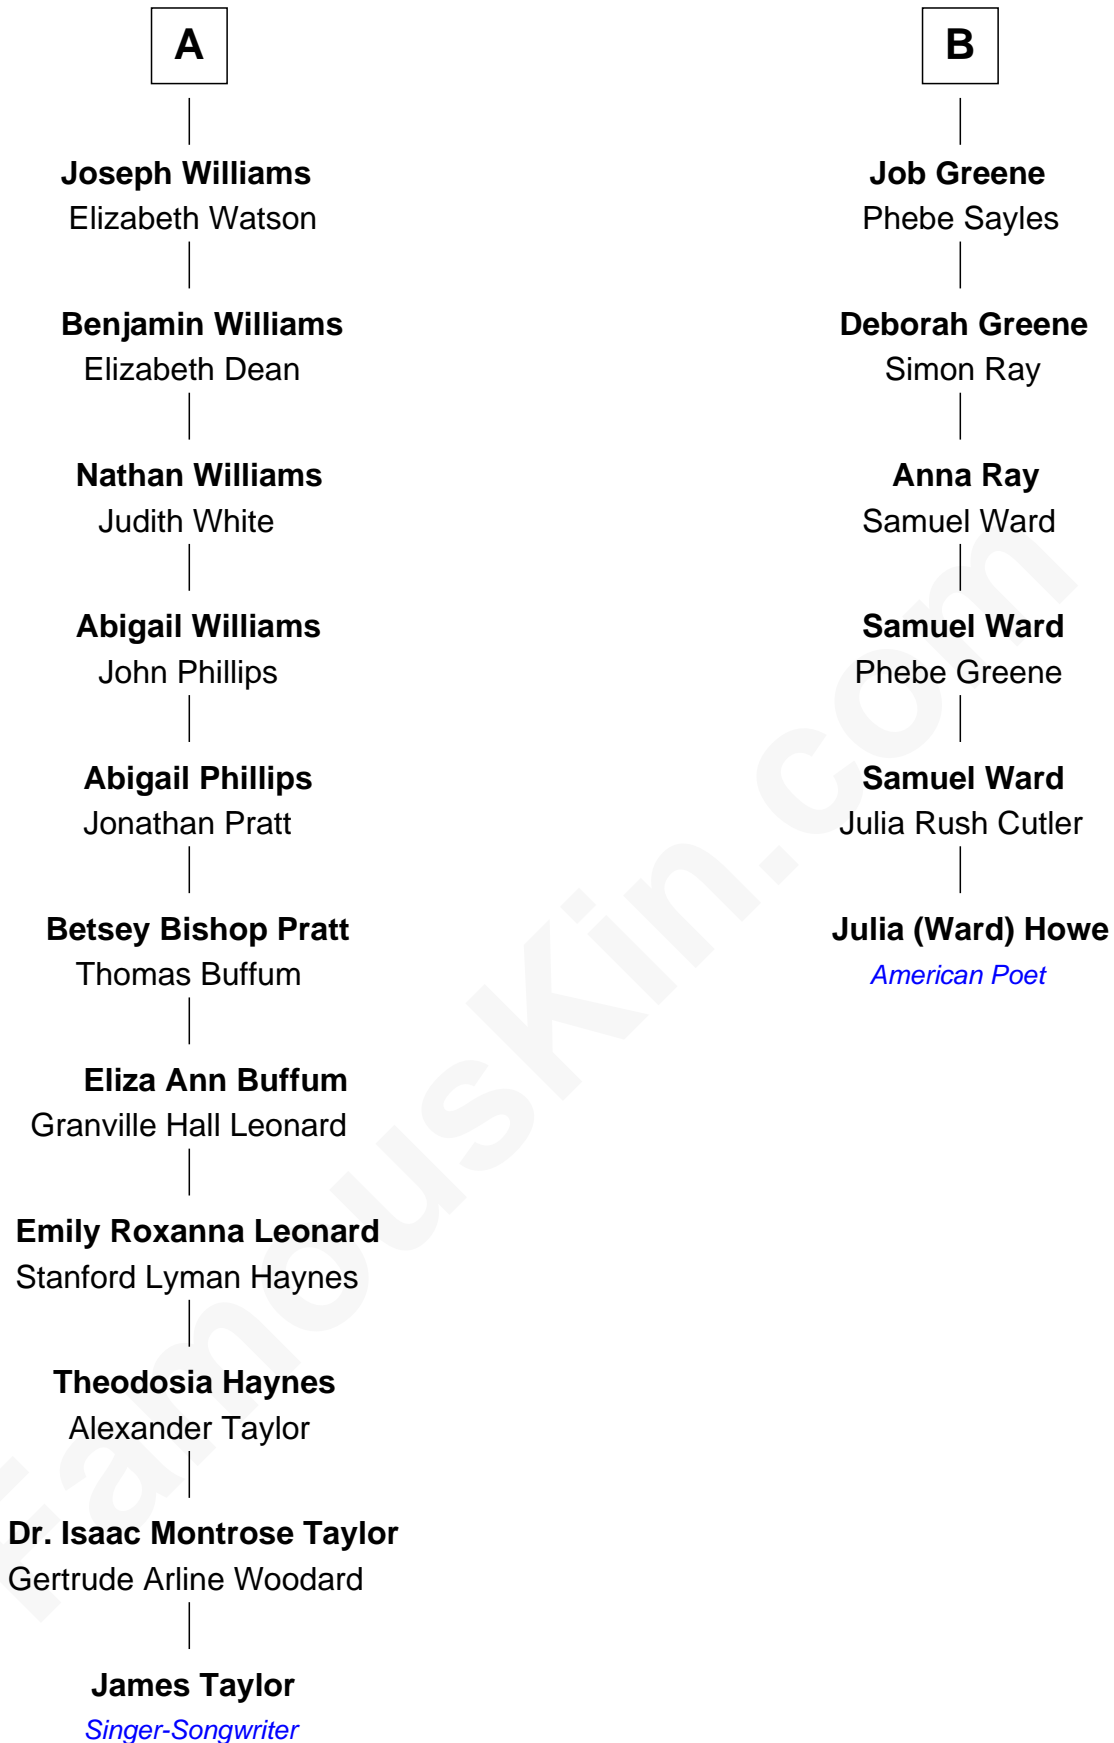 A
Joseph Williams
Elizabeth Watson
Benjamin Williams
Elizabeth Dean
Nathan Williams
Judith White
Abigail Williams
John Phillips
Abigail Phillips
Jonathan Pratt
Betsey Bishop Pratt
Thomas Buffum
Eliza Ann Buffum
Granville Hall Leonard
Emily Roxanna Leonard
Stanford Lyman Haynes
Theodosia Haynes
Alexander Taylor
Dr. Isaac Montrose Taylor
Gertrude Arline Woodard
James Taylor
Singer-Songwriter
B
Job Greene
Phebe Sayles
Deborah Greene
Simon Ray
Anna Ray
Samuel Ward
Samuel Ward
Phebe Greene
Samuel Ward
Julia Rush Cutler
Julia (Ward) Howe
American Poet
FamousKin.com